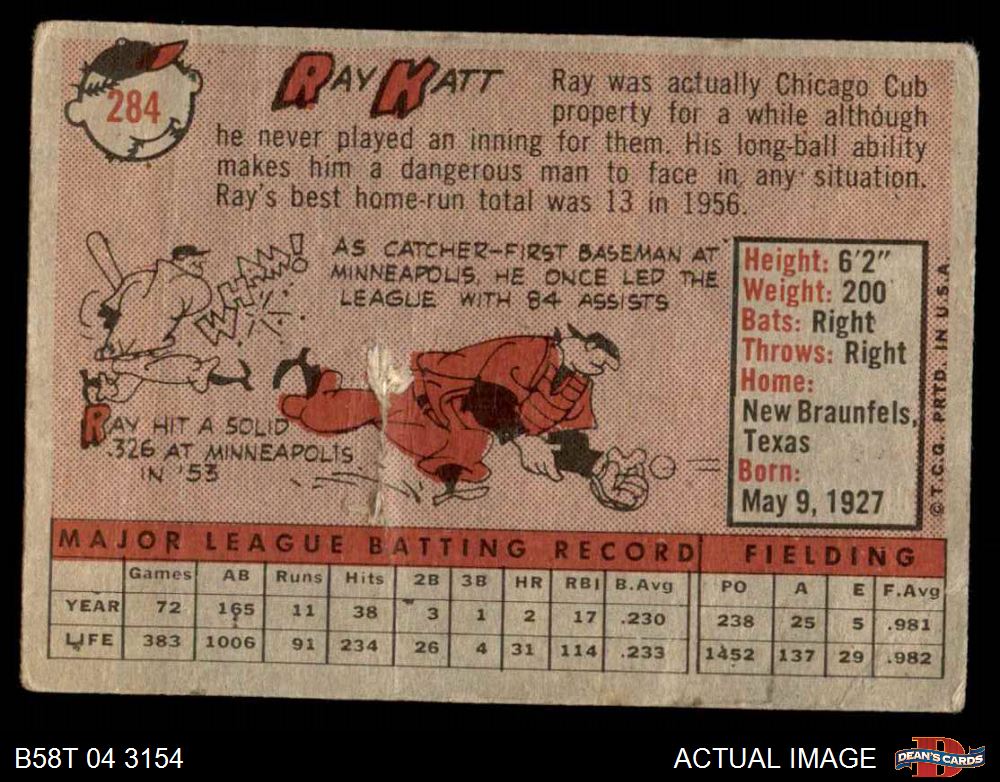 284
RAY KATT
Ray was actually Chicago Cub
property for a while although
he never played an inning for them. His long-ball ability
makes him a dangerous man to face in any situation.
Ray's best home-run total was 13 in 1956.
WHAM!
AS CATCHER-FIRST BASEMAN AT
MINNEAPOLIS, HE ONCE LED THE
LEAGUE WITH 84 ASSISTS
RAY HIT A SOLID
.326 AT MINNEAPOLIS
IN '53
Height: 6'2"
Weight: 200
Bats: Right
Throws: Right
Home:
New Braunfels,
Texas
Born:
May 9, 1927
© T.C.G. PRTD. IN U.S.A.
MAJOR LEAGUE BATTING RECORD FIELDING
Games AB Runs Hits 2B 3B HR RBI B.Avg PO A E F.Avg
YEAR 72 165 11 38 3 1 2 17 .230 238 25 5 .981
LIFE 383 1006 91 234 26 4 31 114 .233 1452 137 29 .982
B58T 04 3154 ACTUAL IMAGE
D
DEAN'S CARDS